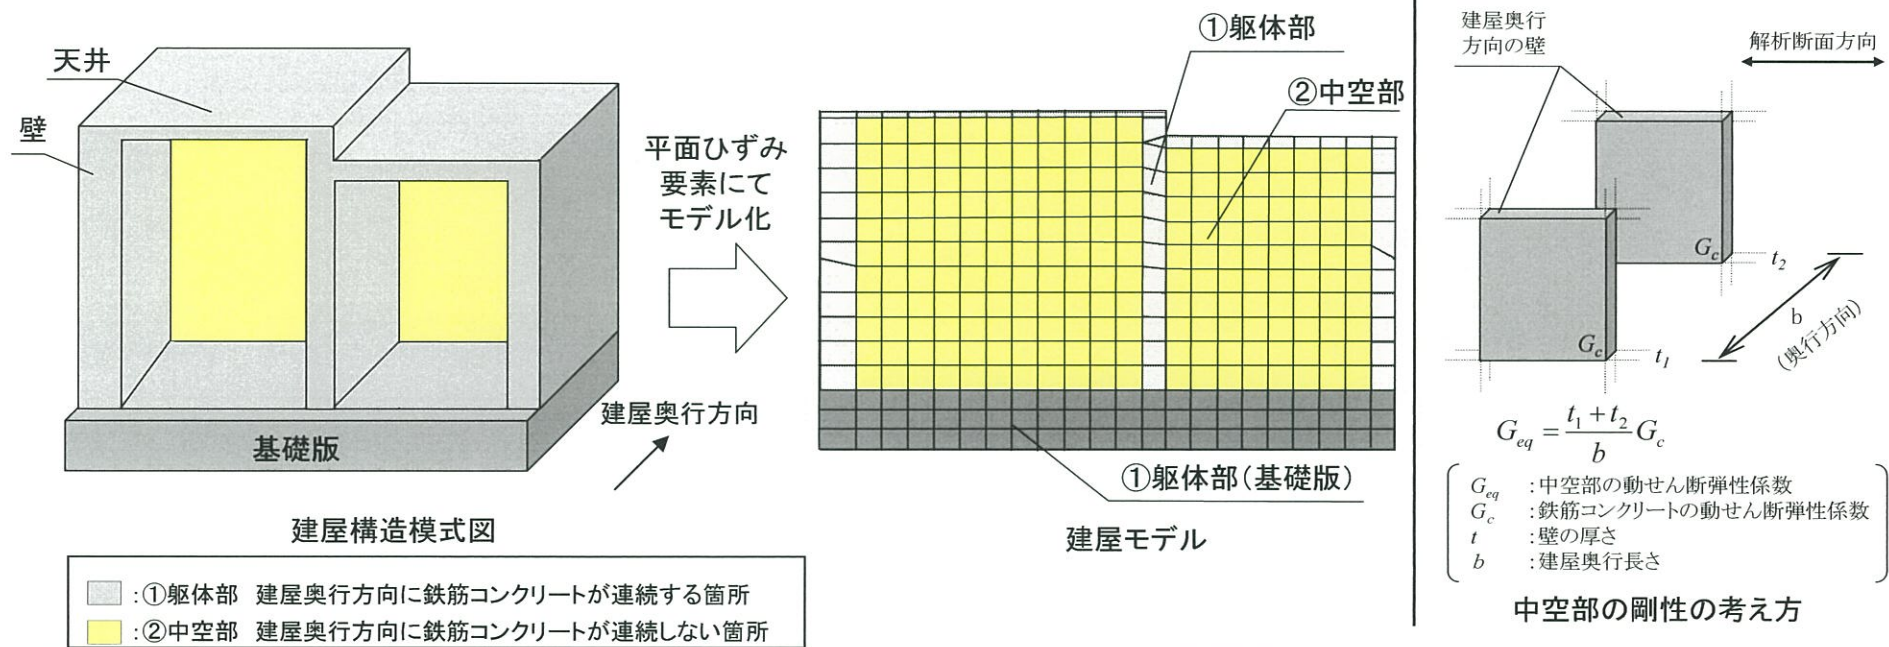 天井
壁
基礎版
建屋奥行方向
建屋構造模式図
:①躯体部 建屋奥行方向に鉄筋コンクリートが連続する箇所
:②中空部 建屋奥行方向に鉄筋コンクリートが連続しない箇所
平面ひずみ
要素にて
モデル化
①躯体部
②中空部
①躯体部(基礎版)
建屋モデル
建屋奥行
方向の壁
解析断面方向
G_c
t_2
G_c
t_1
b
(奥行方向)
G_eq = (t_1 + t_2)/b G_c
G_eq :中空部の動せん断弾性係数
G_c :鉄筋コンクリートの動せん断弾性係数
t :壁の厚さ
b :建屋奥行長さ
中空部の剛性の考え方